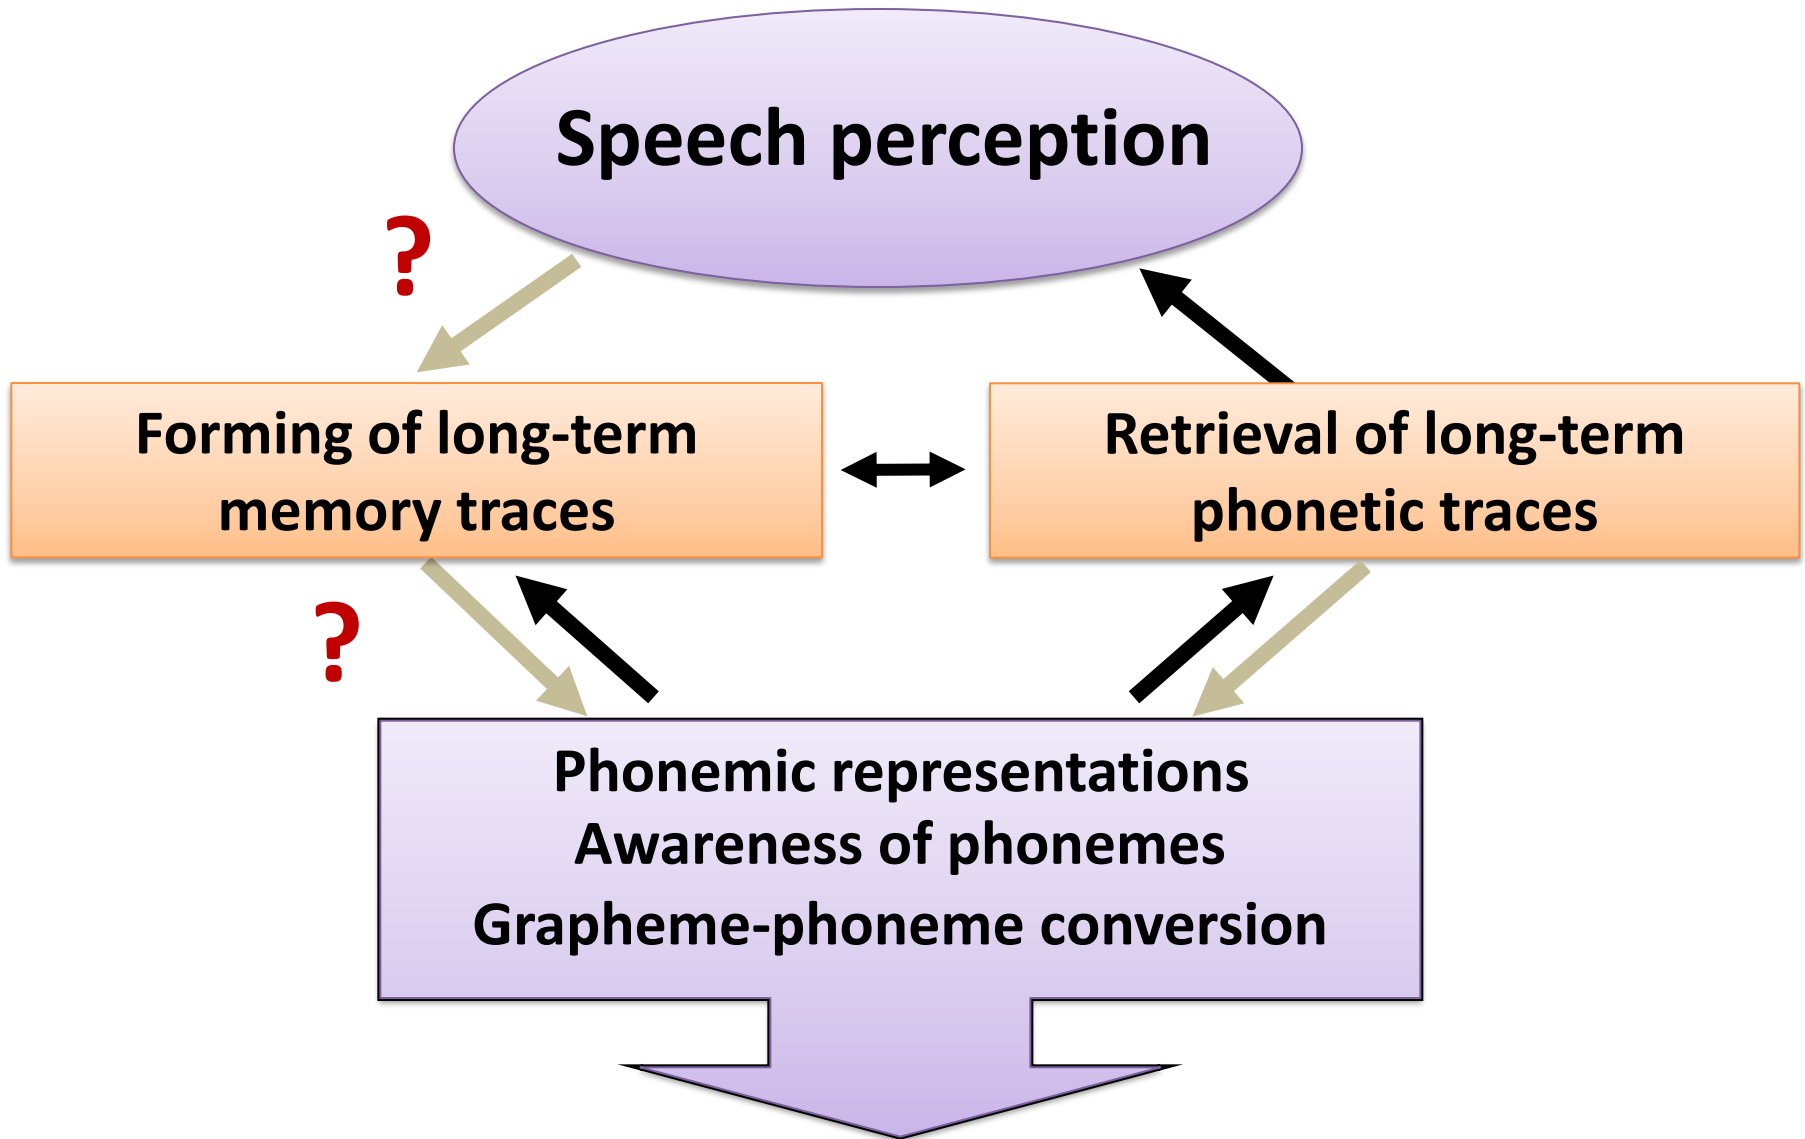 Speech perception
?
Forming of long-term
memory traces
Retrieval of long-term
phonetic traces
?
Phonemic representations
Awareness of phonemes
Grapheme-phoneme conversion